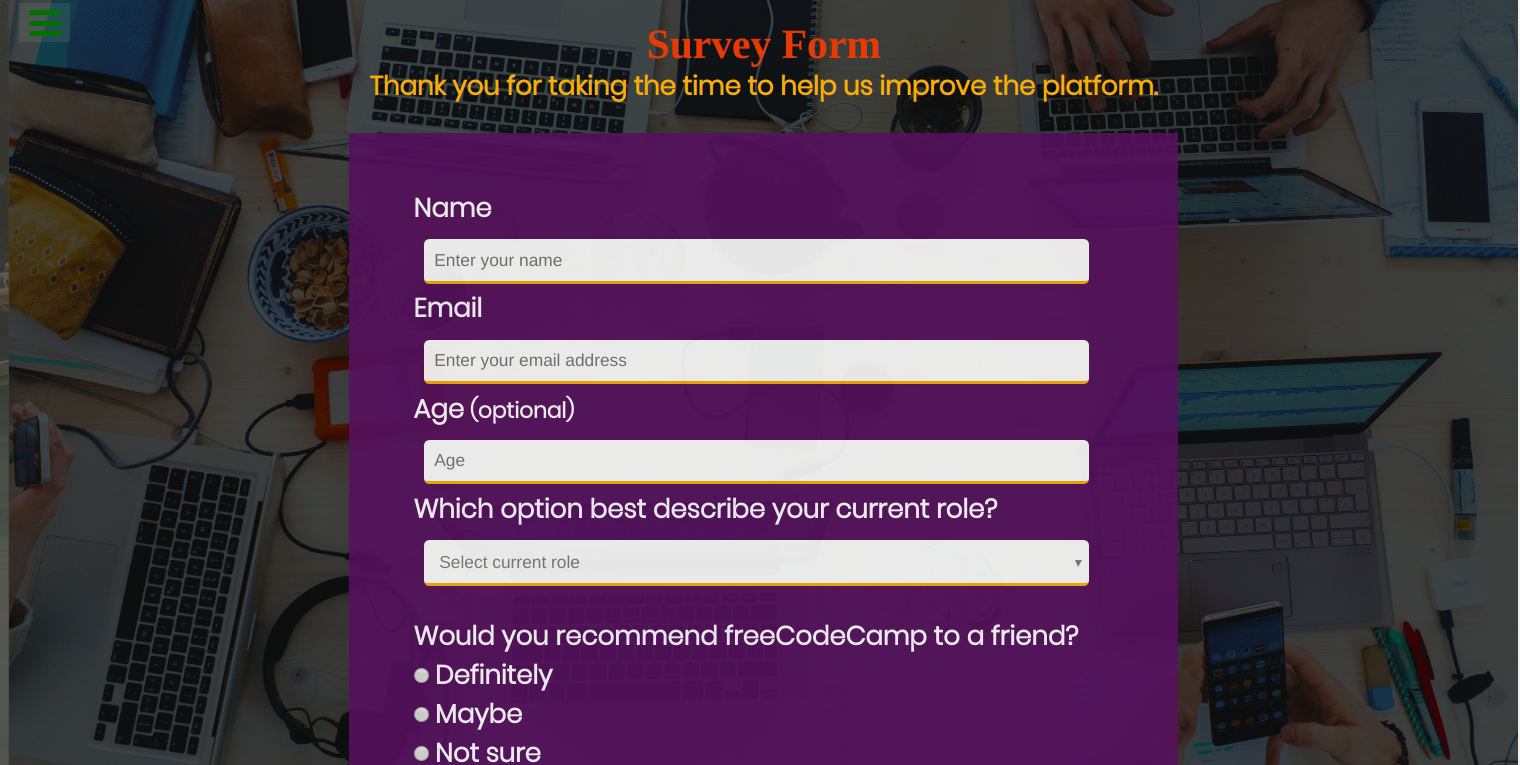 Survey Form
Thank you for taking the time to help us improve the platform.
Name
Enter your name
Email
Enter your email address
Age (optional)
Age
Which option best describe your current role?
Select current role
Would you recommend freeCodeCamp to a friend?
Definitely
Maybe
Not sure